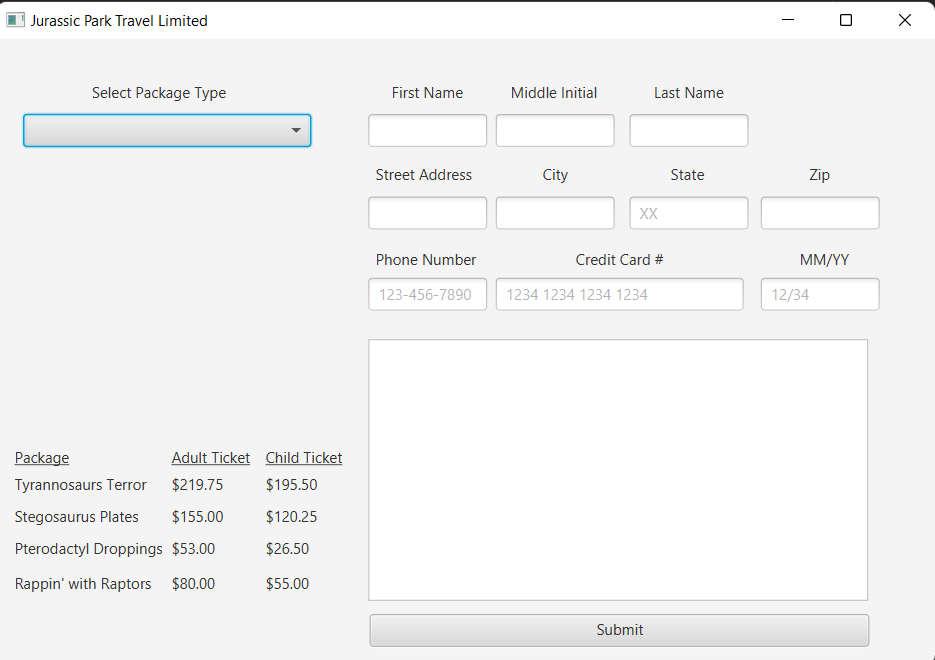 Jurassic Park Travel Limited
Select Package Type
First Name Middle Initial Last Name
Street Address City State Zip
XX
Phone Number Credit Card # MM/YY
123-456-7890 1234 1234 1234 1234 12/34
Package Adult Ticket Child Ticket
Tyrannosaurs Terror $219.75 $195.50
Stegosaurus Plates $155.00 $120.25
Pterodactyl Droppings $53.00 $26.50
Rappin' with Raptors $80.00 $55.00
Submit